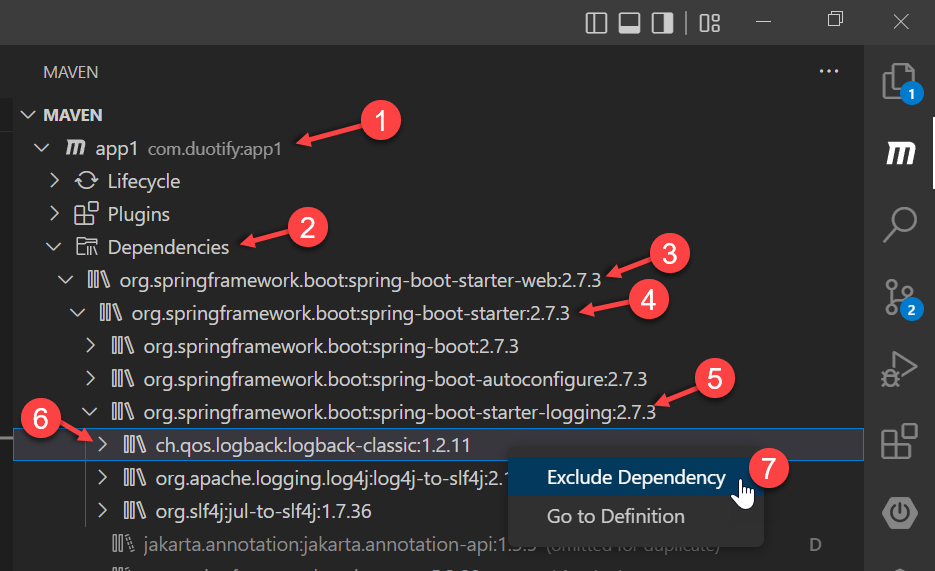 MAVEN
1
MAVEN
1
app1 com.duotify:app1
Lifecycle
Plugins
2
Dependencies
3
org.springframework.boot:spring-boot-starter-web:2.7.3
4
org.springframework.boot:spring-boot-starter:2.7.3
2
org.springframework.boot:spring-boot:2.7.3
org.springframework.boot:spring-boot-autoconfigure:2.7.3
5
org.springframework.boot:spring-boot-starter-logging:2.7.3
6
ch.qos.logback:logback-classic:1.2.11
7
Exclude Dependency
org.apache.logging.log4j:log4j-to-slf4j:2.
org.slf4j:jul-to-slf4j:1.7.36
Go to Definition
jakarta.annotation:jakarta.annotation-api:1.3.5 (omitted for duplicate)
D